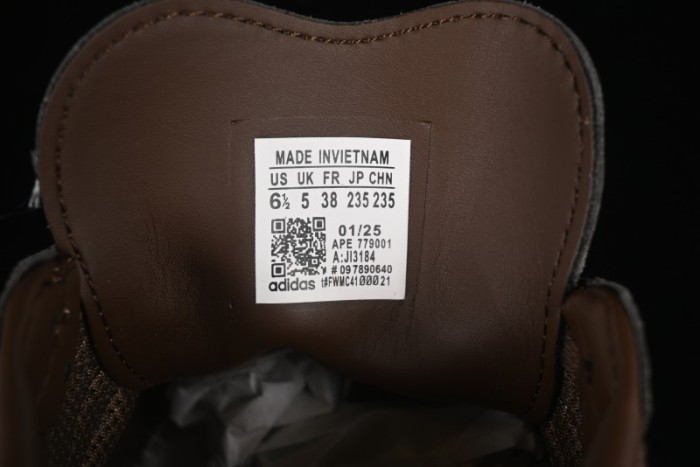 MADE INVIETNAM
US UK FR JP CHN
6½ 5 38 235 235
01/25
APE 779001
A:JI3184
# 097890640
adidas t#FWMC4100021